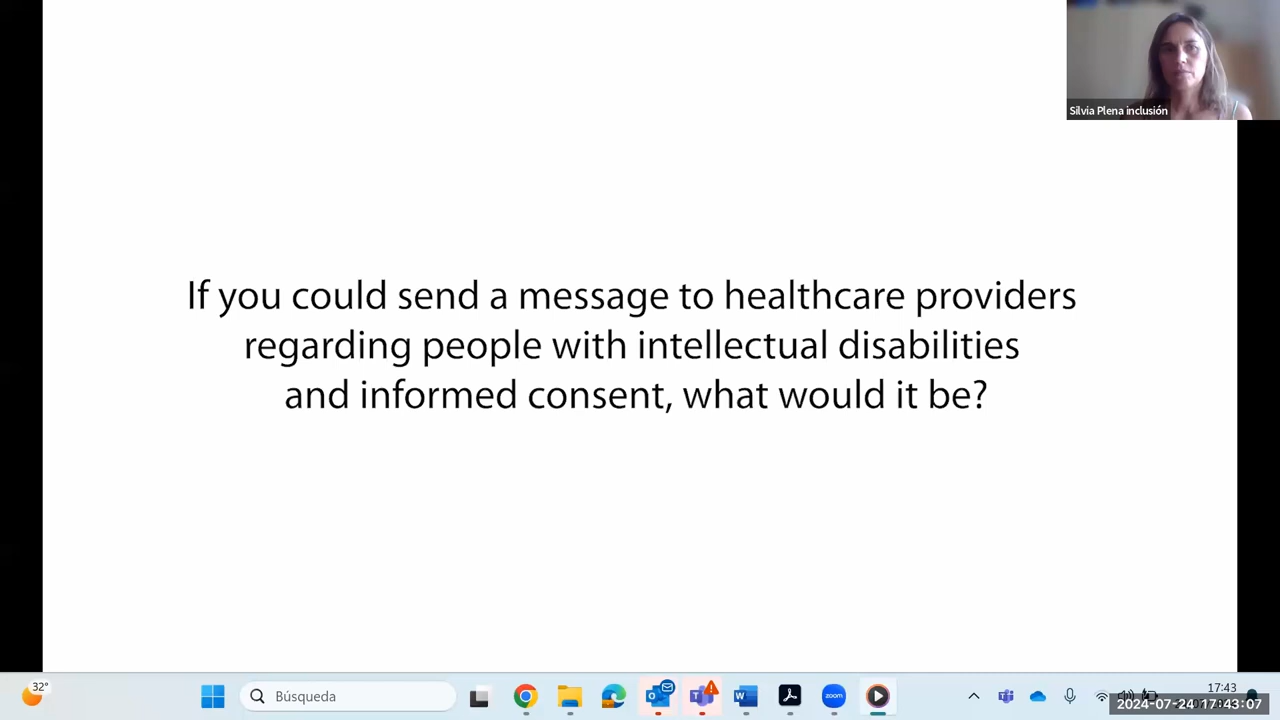 Silvia Plena inclusión
If you could send a message to healthcare providers
regarding people with intellectual disabilities
and informed consent, what would it be?
32°
Búsqueda
zoom
17:43
2024-07-24 17:43:07